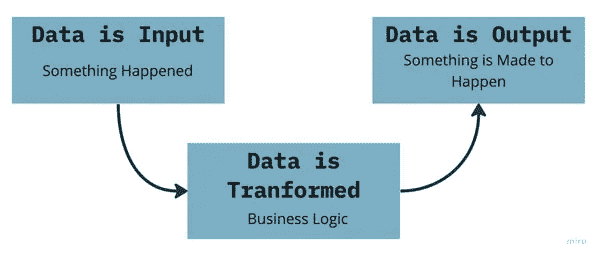 Data is Input
Something Happened
Data is Output
Something is Made to
Happen
Data is
Tranformed
Business Logic
miro